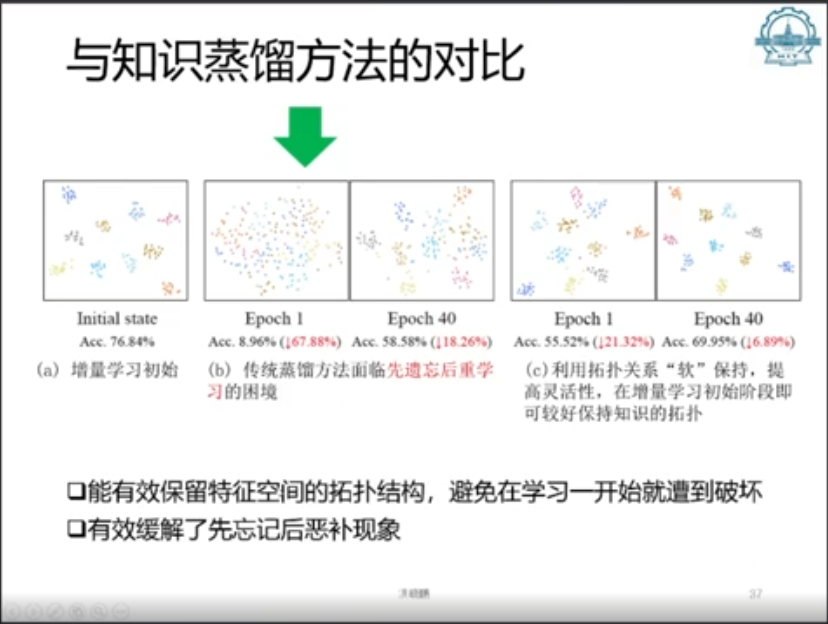 与知识蒸馏方法的对比
HIT
Initial state
Acc. 76.84%
(a) 增量学习初始
Epoch 1
Epoch 40
Acc. 8.96% (↓67.88%) Acc. 58.58% (↓18.26%)
(b) 传统蒸馏方法面临先遗忘后重学
习的困境
Epoch 1
Epoch 40
Acc. 55.52% (↓21.32%) Acc. 69.95% (↓6.89%)
(c)利用拓扑关系“软”保持，提
高灵活性，在增量学习初始阶段即
可较好保持知识的拓扑
❑能有效保留特征空间的拓扑结构，避免在学习一开始就遭到破坏
❑有效缓解了先忘记后恶补现象
37